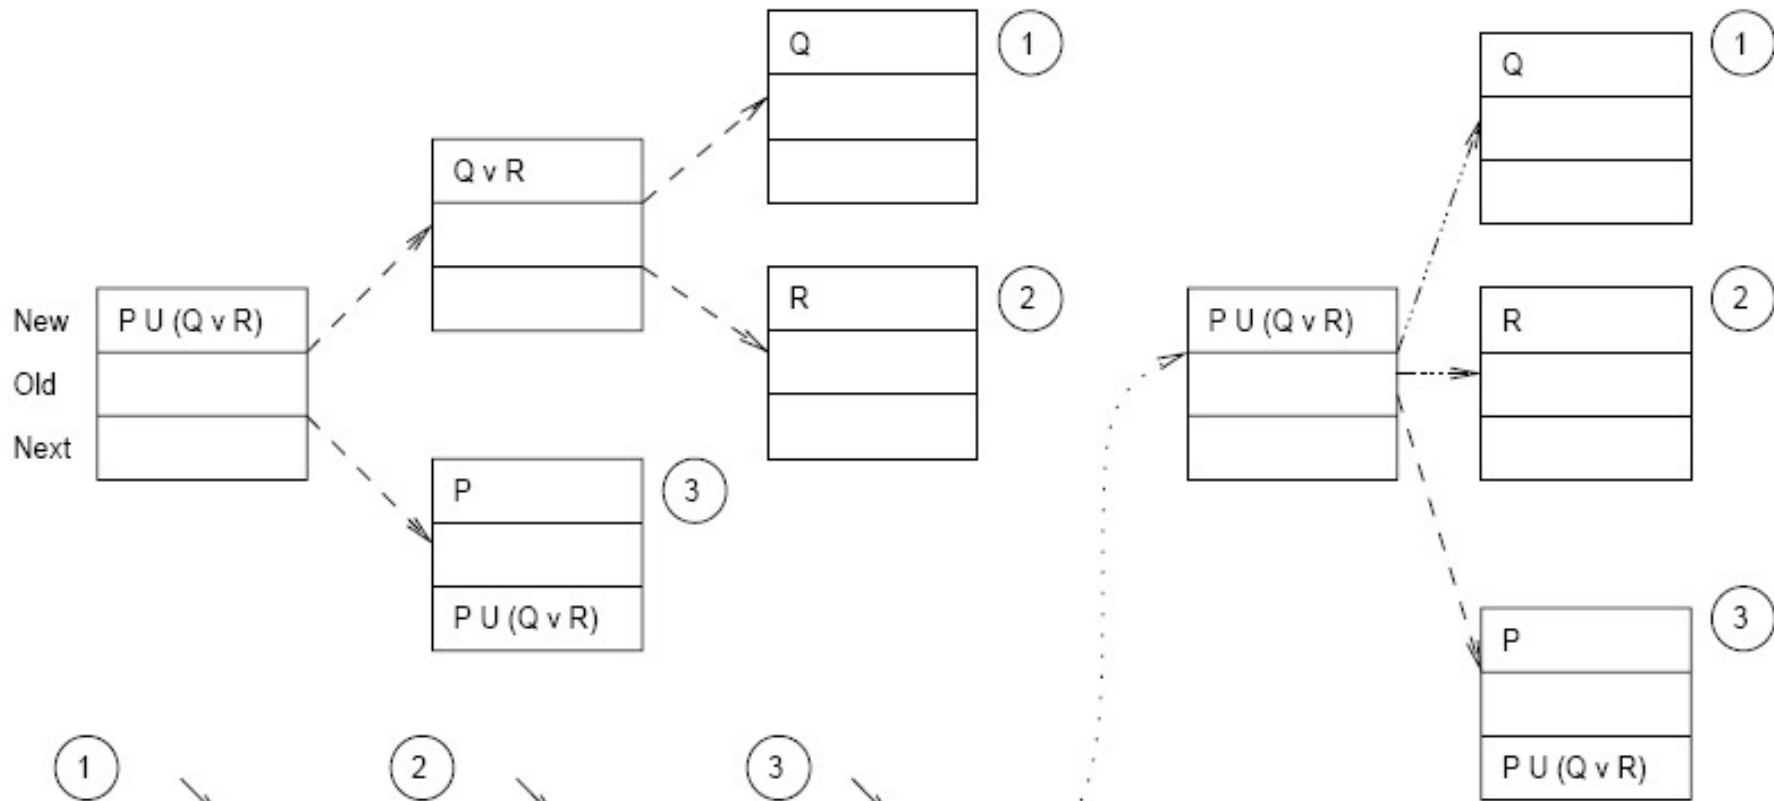 Q
1
Q
1
Q v R
R
2
R
2
New
P U (Q v R)
P U (Q v R)
Old
Next
P
3
P U (Q v R)
P
3
P U (Q v R)
1
2
3